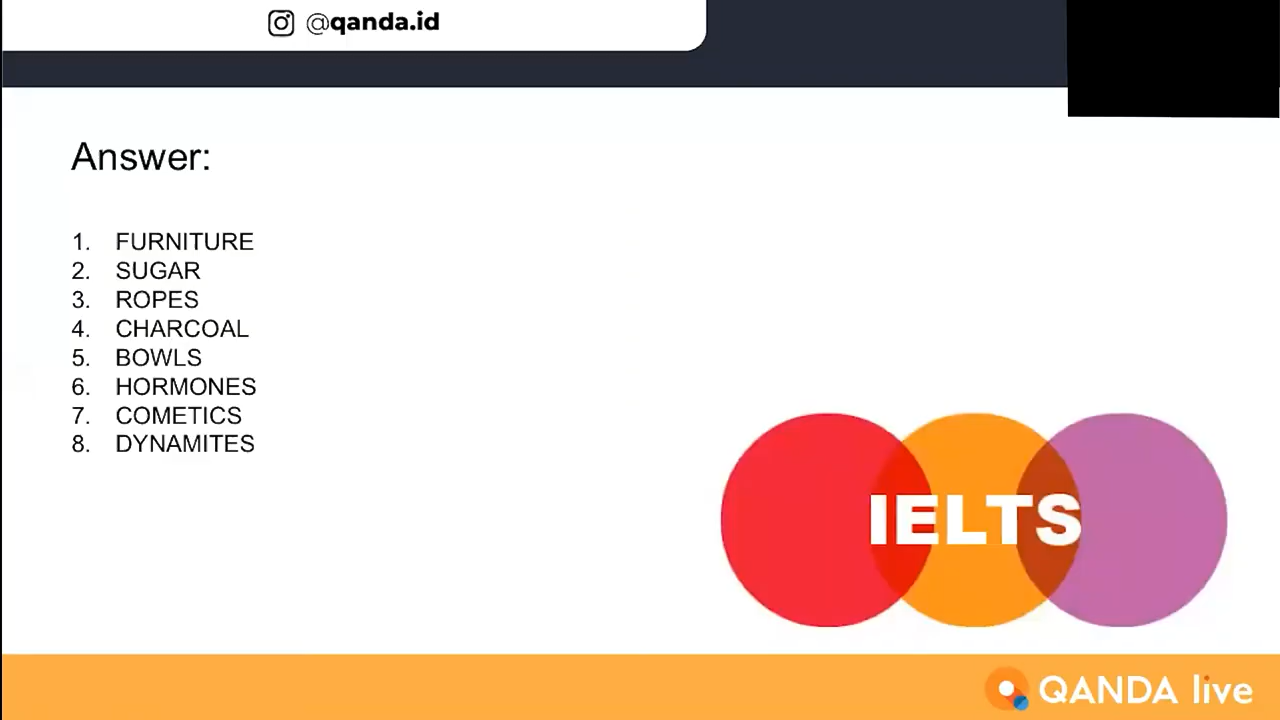 @qanda.id
Answer:
1. FURNITURE
2. SUGAR
3. ROPES
4. CHARCOAL
5. BOWLS
6. HORMONES
7. COMETICS
8. DYNAMITES
IELTS
QANDA live